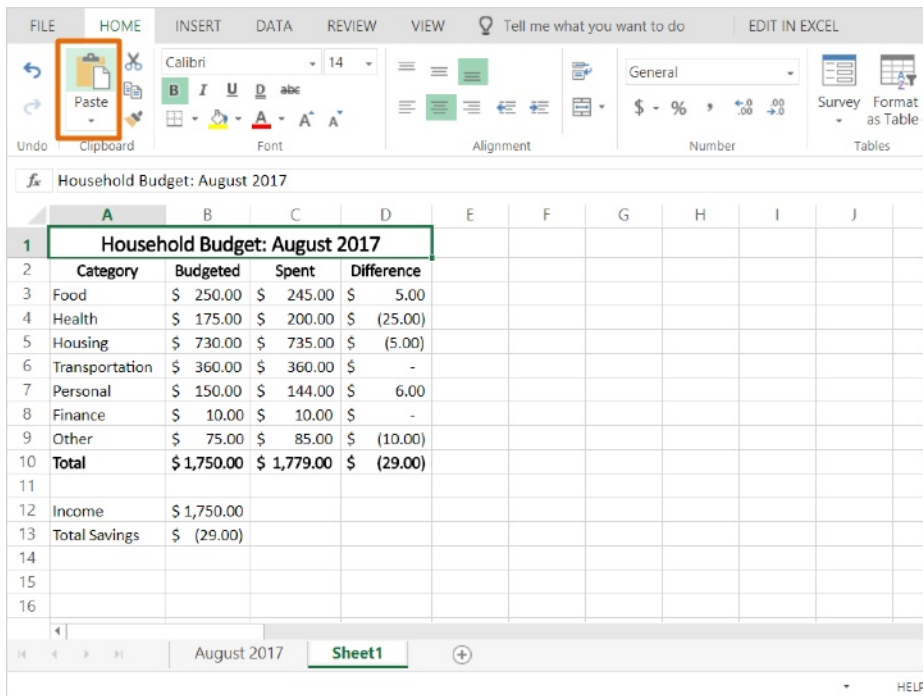 FILE HOME INSERT DATA REVIEW VIEW Tell me what you want to do EDIT IN EXCEL
Calibri 14 General
Paste B I U D abc $ % , .0 .00 Survey Format as Table
A A A
Undo Clipboard Font Alignment Number Tables
fx Household Budget: August 2017
A B C D E F G H I J
1 Household Budget: August 2017
2 Category Budgeted Spent Difference
3 Food $ 250.00 $ 245.00 $ 5.00
4 Health $ 175.00 $ 200.00 $ (25.00)
5 Housing $ 730.00 $ 735.00 $ (5.00)
6 Transportation $ 360.00 $ 360.00 $ -
7 Personal $ 150.00 $ 144.00 $ 6.00
8 Finance $ 10.00 $ 10.00 $ -
9 Other $ 75.00 $ 85.00 $ (10.00)
10 Total $ 1,750.00 $ 1,779.00 $ (29.00)
11
12 Income $ 1,750.00
13 Total Savings $ (29.00)
14
15
16
August 2017 Sheet1
HELP